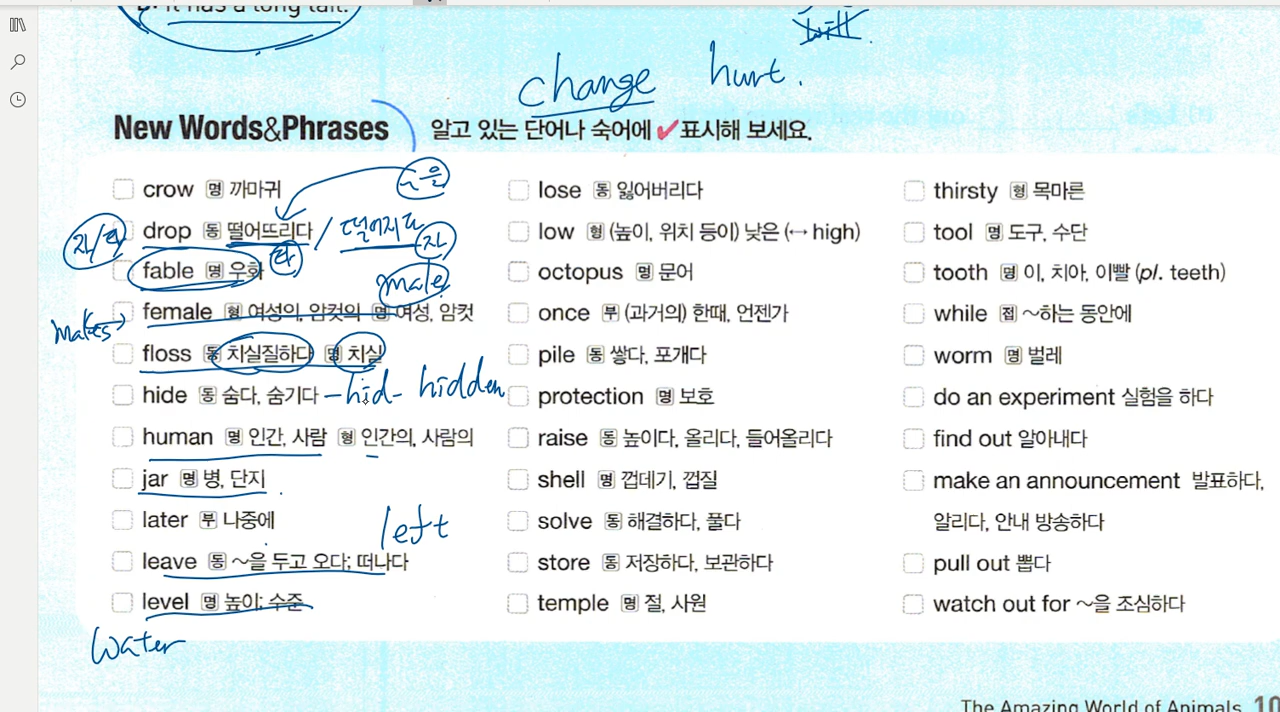 It has a long tail.
will
change hurt.
New Words&Phrases 알고 있는 단어나 숙어에 ✔표시해 보세요.
~을
crow 명 까마귀
자/타
drop 동 떨어뜨리다 / 떨어지다
타 자
fable 명 우화
male
female 형 여성의, 암컷의 명 여성, 암컷
makes
floss 동 치실질하다 명 치실
hide 동 숨다, 숨기다 - hid - hidden
human 명 인간, 사람 형 인간의, 사람의
jar 명 병, 단지
later 부 나중에
left
leave 동 ~을 두고 오다; 떠나다
level 명 높이; 수준
water
lose 동 잃어버리다
low 형 (높이, 위치 등이) 낮은 (↔ high)
octopus 명 문어
once 부 (과거의) 한때, 언젠가
pile 동 쌓다, 포개다
protection 명 보호
raise 동 높이다, 올리다, 들어올리다
shell 명 껍데기, 껍질
solve 동 해결하다, 풀다
store 동 저장하다, 보관하다
temple 명 절, 사원
thirsty 형 목마른
tool 명 도구, 수단
tooth 명 이, 치아, 이빨 (pl. teeth)
while 접 ~하는 동안에
worm 명 벌레
do an experiment 실험을 하다
find out 알아내다
make an announcement 발표하다,
알리다, 안내 방송하다
pull out 뽑다
watch out for ~을 조심하다
The Amazing World of Animals